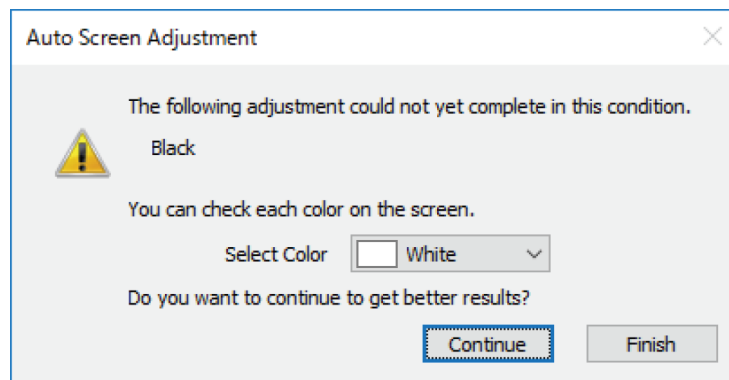 Auto Screen Adjustment
The following adjustment could not yet complete in this condition.
Black
You can check each color on the screen.
Select Color White
Do you want to continue to get better results?
Continue Finish